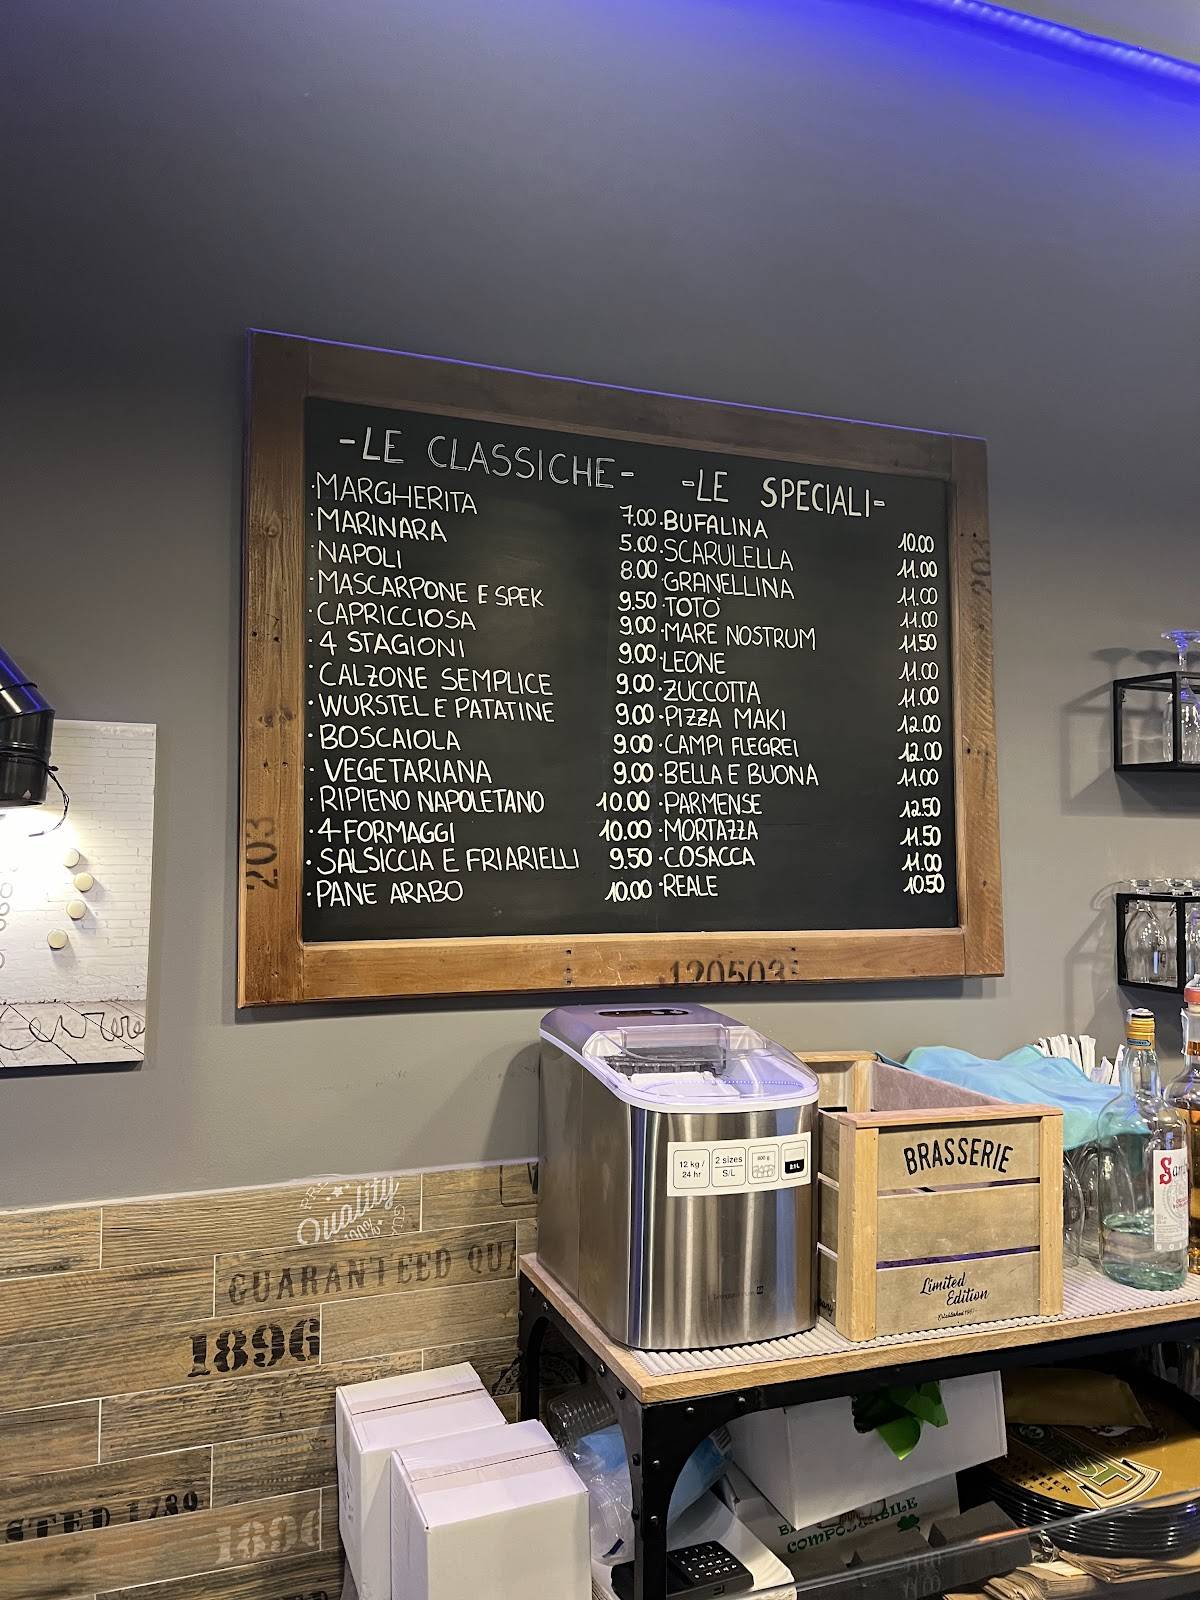 -LE CLASSICHE-
·MARGHERITA 7.00
·MARINARA 5.00
·NAPOLI 8.00
·MASCARPONE E SPEK 9.50
·CAPRICCIOSA 9.00
·4 STAGIONI 9.00
·CALZONE SEMPLICE 9.00
·WURSTEL E PATATINE 9.00
·BOSCAIOLA 9.00
·VEGETARIANA 9.00
·RIPIENO NAPOLETANO 10.00
·4 FORMAGGI 10.00
·SALSICCIA E FRIARIELLI 9.50
·PANE ARABO 10.00
-LE SPECIALI-
·BUFALINA 10.00
·SCARULELLA 11.00
·GRANELLINA 11.00
·TOTÒ 11.00
·MARE NOSTRUM 11.50
·LEONE 11.00
·ZUCCOTTA 11.00
·PIZZA MAKI 12.00
·CAMPI FLEGREI 12.00
·BELLA E BUONA 11.00
·PARMENSE 12.50
·MORTAZZA 11.50
·COSACCA 11.00
·REALE 10.50
203
203
120503
12 kg /
24 hr
2 sizes
S/L
BRASSERIE
Limited
Edition
Quality
100%
GUARANTEED QUA
1896
1789
1896
COMPOSTABILE